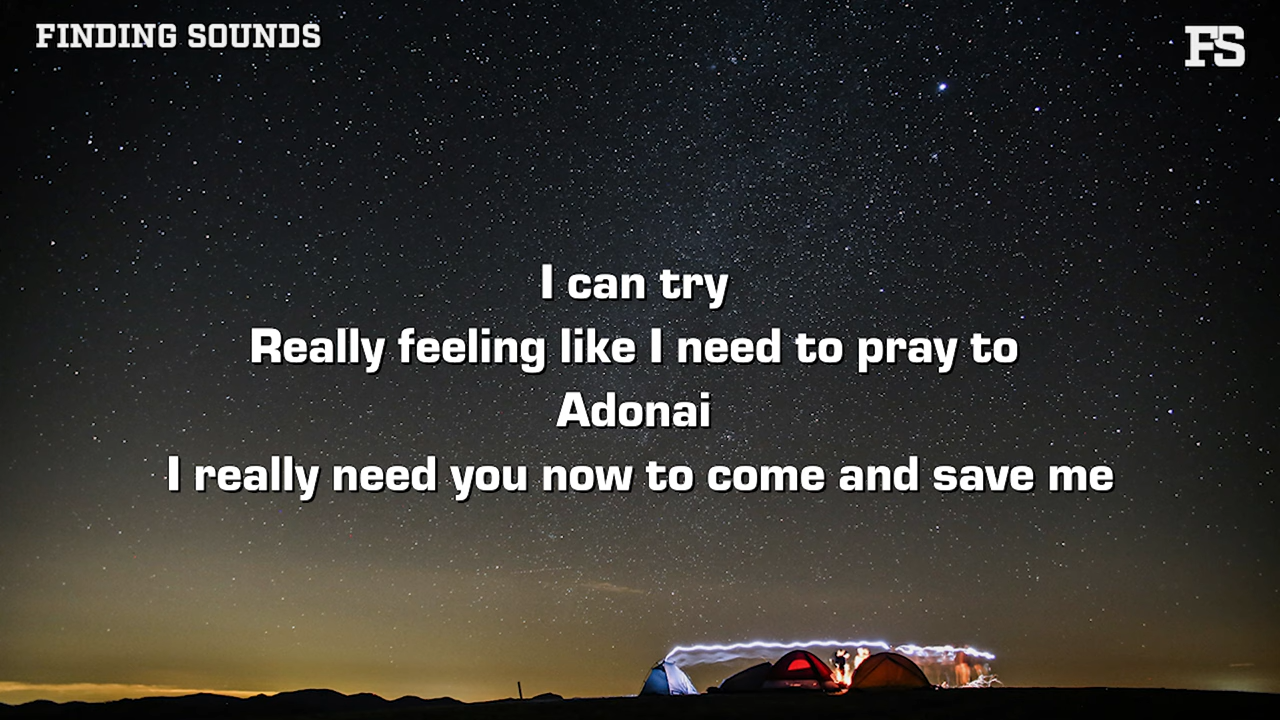 FINDING SOUNDS
FS
I can try
Really feeling like I need to pray to
Adonai
I really need you now to come and save me